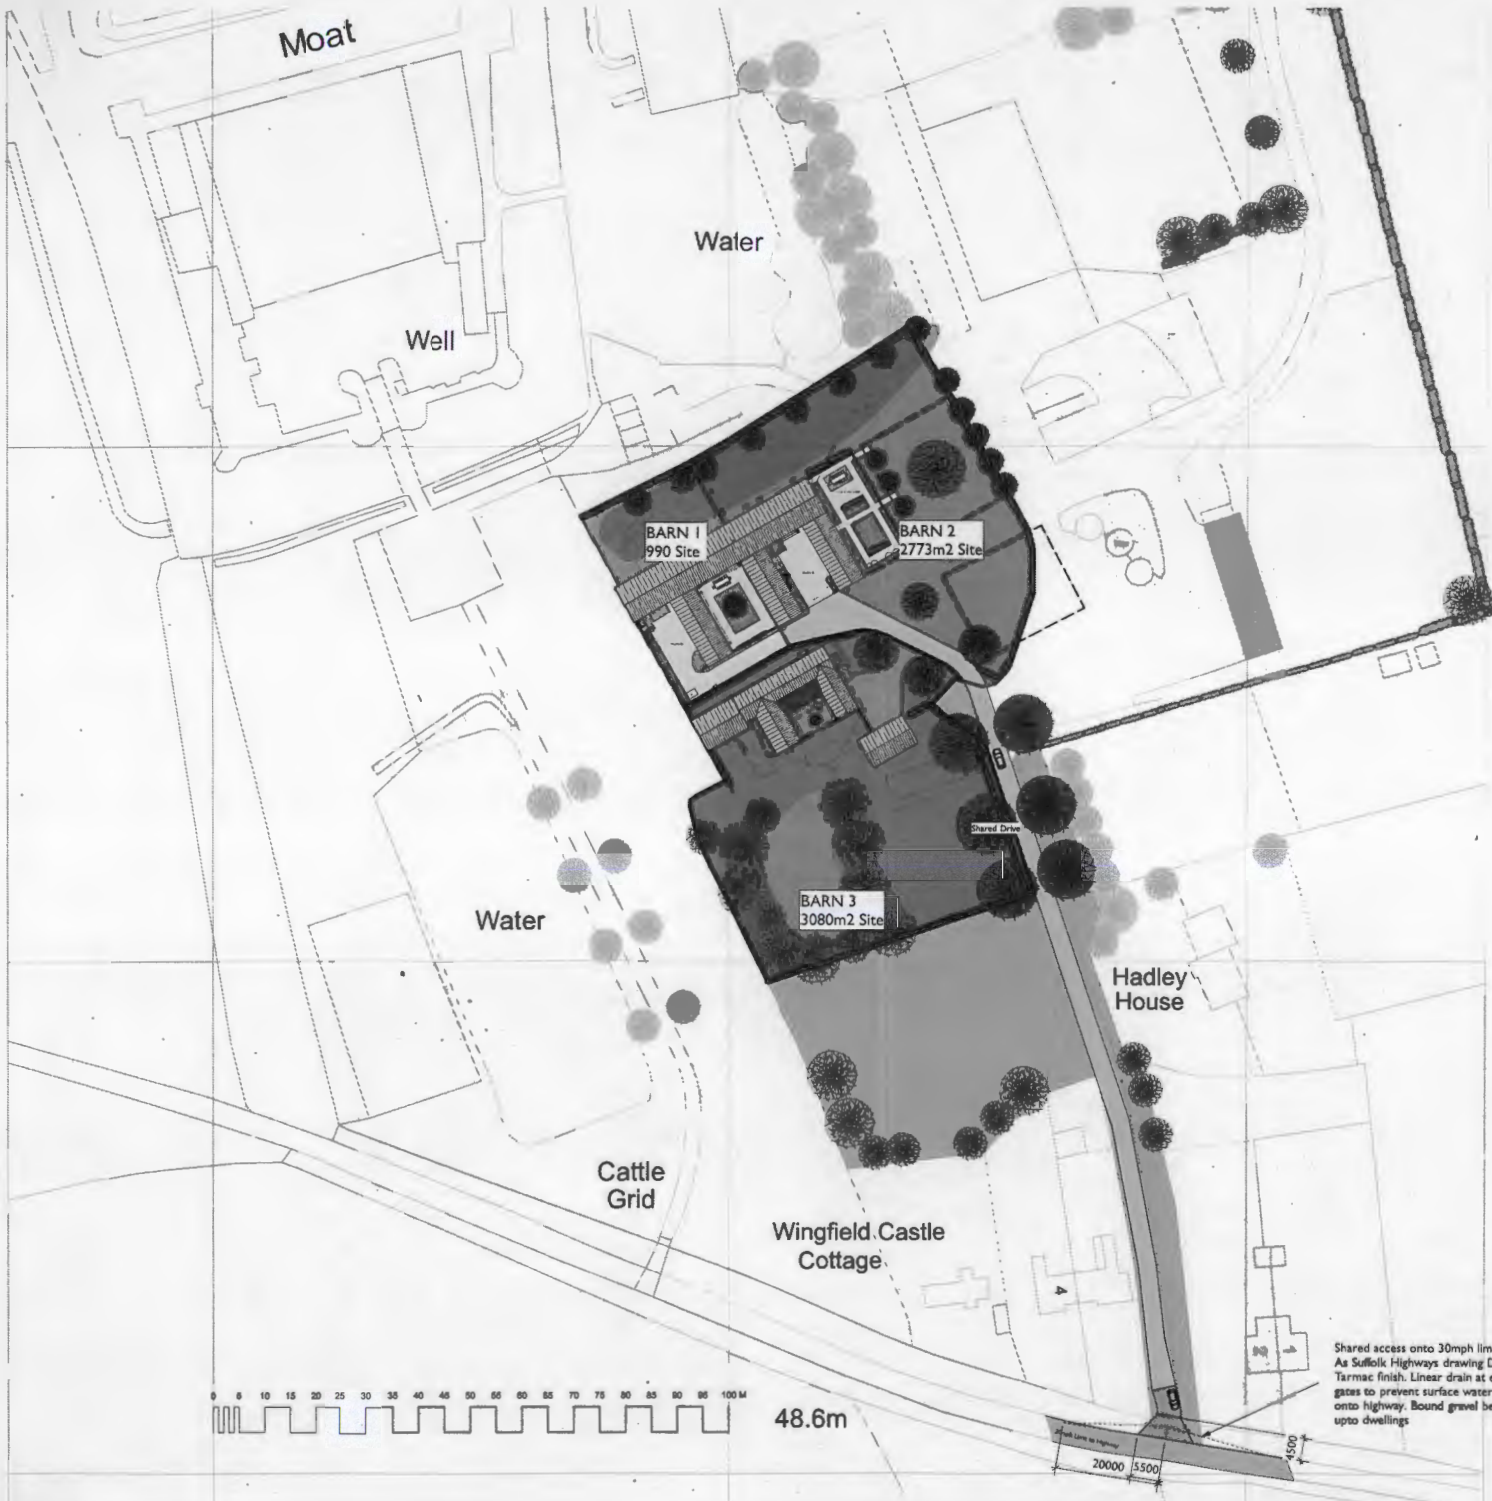 Moat
Water
Well
BARN 1
990 Site
BARN 2
2773m2 Site
Shared Drive
BARN 3
3080m2 Site
Water
Hadley
House
Cattle
Grid
Wingfield Castle
Cottage
4
2
1
Shared access onto 30mph lim
As Suffolk Highways drawing D
Tarmac finish. Linear drain at e
gates to prevent surface water
onto highway. Bound gravel be
upto dwellings
0 5 10 15 20 25 30 35 40 45 50 55 60 65 70 75 80 85 90 95 100 M
48.6m
20000
5500
4500